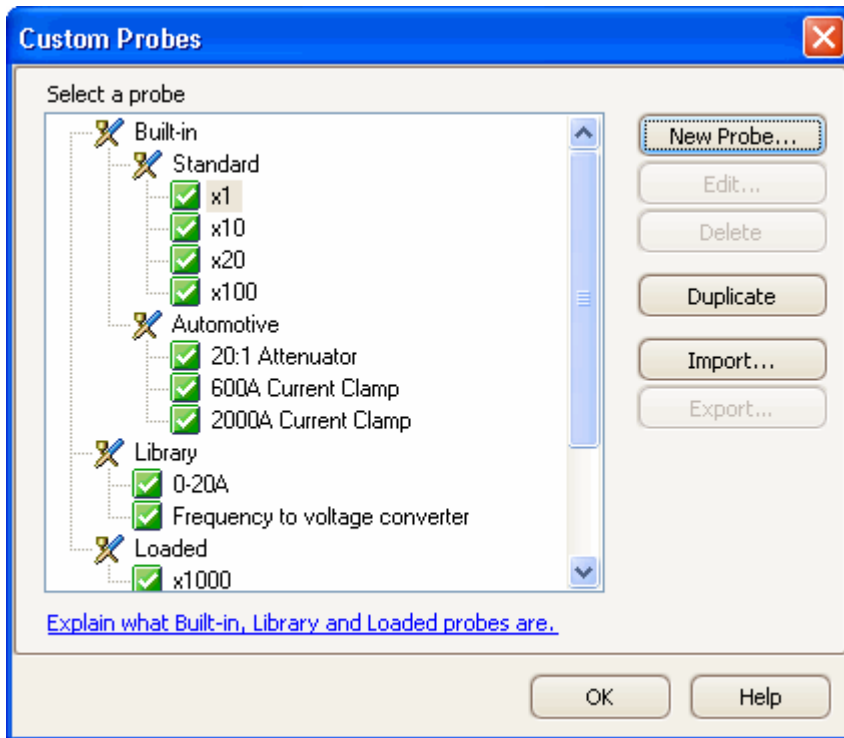 Custom Probes
Select a probe
Built-in
Standard
x1
x10
x20
x100
Automotive
20:1 Attenuator
600A Current Clamp
2000A Current Clamp
Library
0-20A
Frequency to voltage converter
Loaded
x1000
New Probe...
Edit...
Delete
Duplicate
Import...
Export...
Explain what Built-in, Library and Loaded probes are.
OK
Help